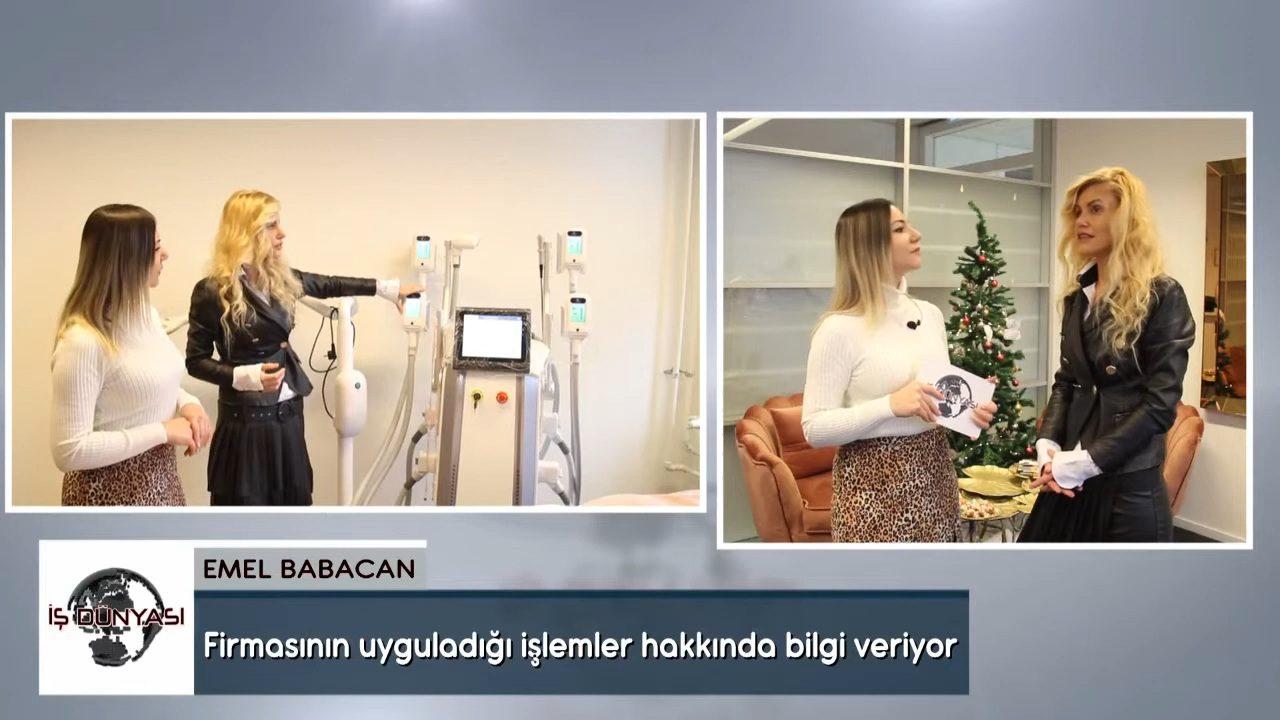 EMEL BABACAN
İŞ DÜNYASI
Firmasının uyguladığı işlemler hakkında bilgi veriyor